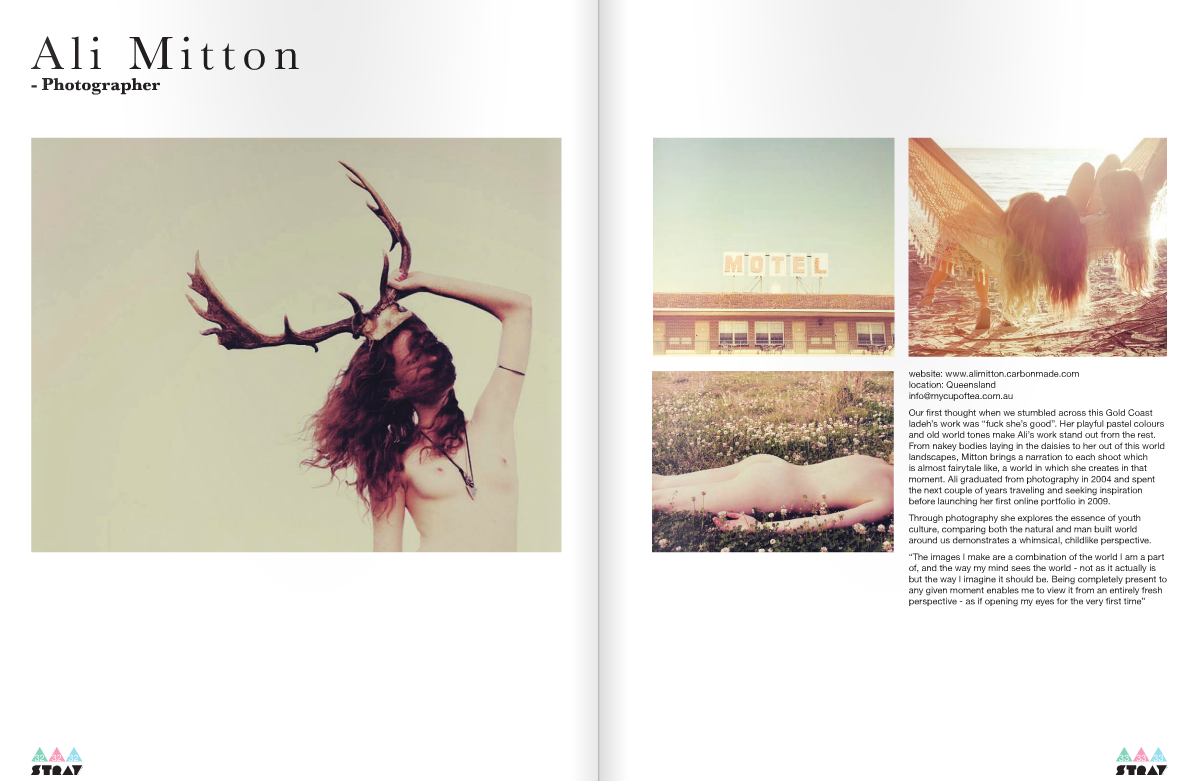 Ali Mitton
- Photographer
MOTEL
website: www.alimitton.carbonmade.com
location: Queensland
info@mycupoftea.com.au
Our first thought when we stumbled across this Gold Coast
ladeh's work was “fuck she's good”. Her playful pastel colours
and old world tones make Ali's work stand out from the rest.
From nakey bodies laying in the daisies to her out of this world
landscapes, Mitton brings a narration to each shoot which
is almost fairytale like, a world in which she creates in that
moment. Ali graduated from photography in 2004 and spent
the next couple of years traveling and seeking inspiration
before launching her first online portfolio in 2009.
Through photography she explores the essence of youth
culture, comparing both the natural and man built world
around us demonstrates a whimsical, childlike perspective.
“The images I make are a combination of the world I am a part
of, and the way my mind sees the world - not as it actually is
but the way I imagine it should be. Being completely present to
any given moment enables me to view it from an entirely fresh
perspective - as if opening my eyes for the very first time”
STRAY
STRAY